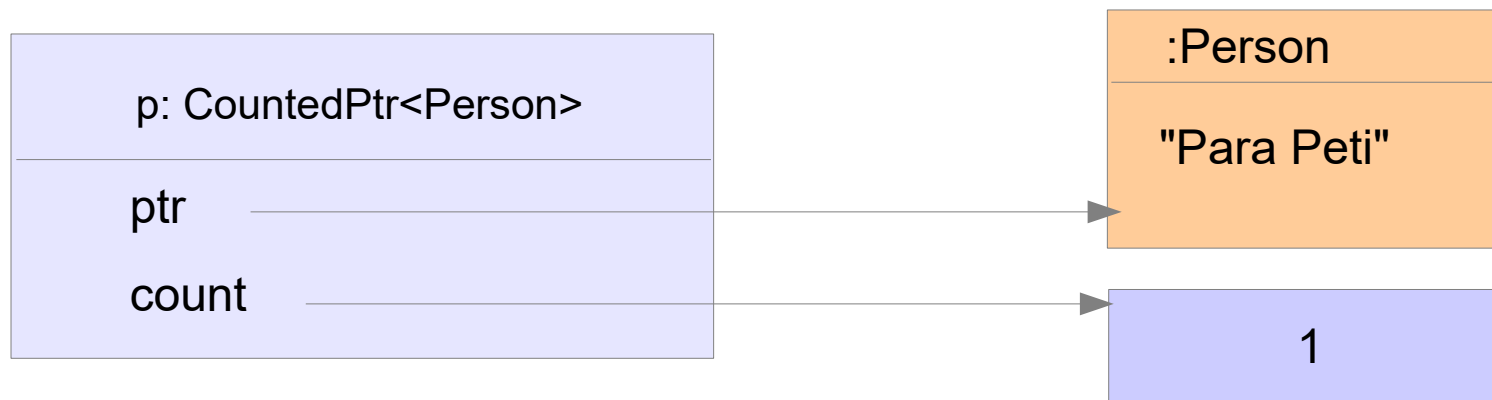 p: CountedPtr<Person>
ptr
count
:Person
"Para Peti"
1